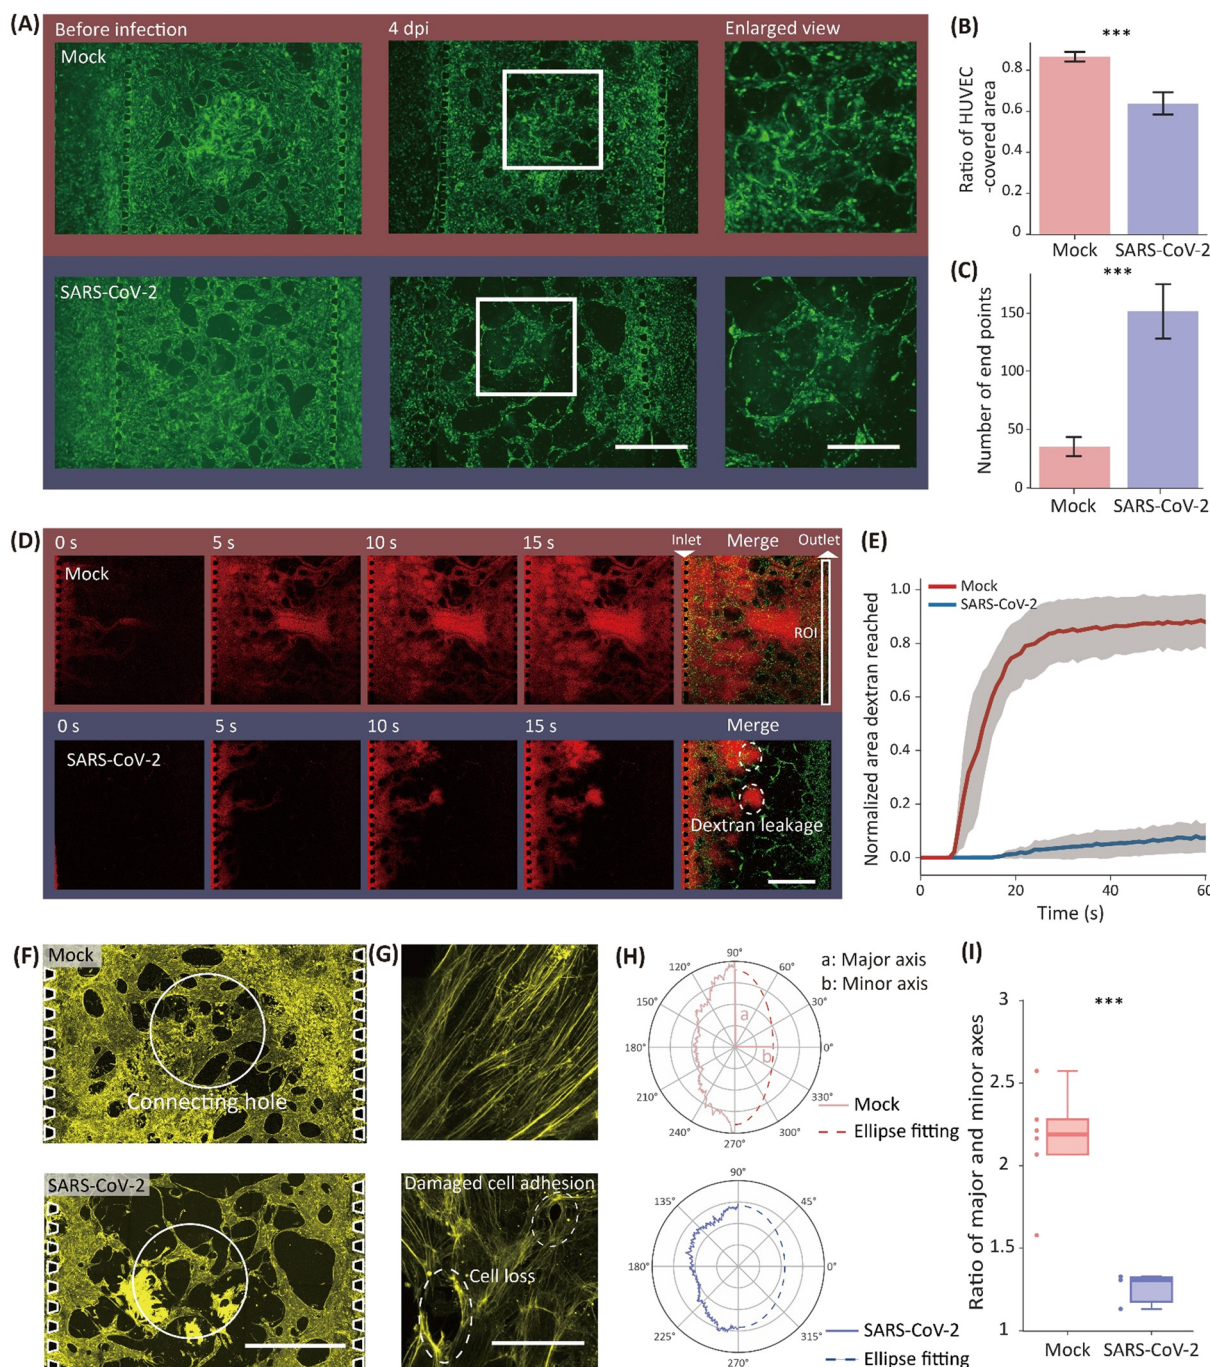 (A)
Before infection
4 dpi
Enlarged view
Mock
SARS-CoV-2
(B)
***
Ratio of HUVEC
-covered area
0.8
0.6
0.4
0.2
0
Mock
SARS-CoV-2
(C)
***
Number of end points
150
100
50
0
Mock
SARS-CoV-2
(D)
0 s
5 s
10 s
15 s
Inlet
Merge
Outlet
Mock
ROI
0 s
5 s
10 s
15 s
Merge
SARS-CoV-2
Dextran leakage
(E)
Normalized area dextran reached
1.0
0.8
0.6
0.4
0.2
0.0
Mock
SARS-CoV-2
0
20
40
60
Time (s)
(F)
Mock
Connecting hole
SARS-CoV-2
(G)
Damaged cell adhesion
Cell loss
(H)
90°
a: Major axis
b: Minor axis
120°
60°
150°
30°
a
180°
b
0°
210°
330°
240°
300°
270°
Mock
Ellipse fitting
90°
135°
45°
180°
0°
225°
315°
270°
SARS-CoV-2
Ellipse fitting
(I)
***
Ratio of major and minor axes
3
2.5
2
1.5
1
Mock
SARS-CoV-2